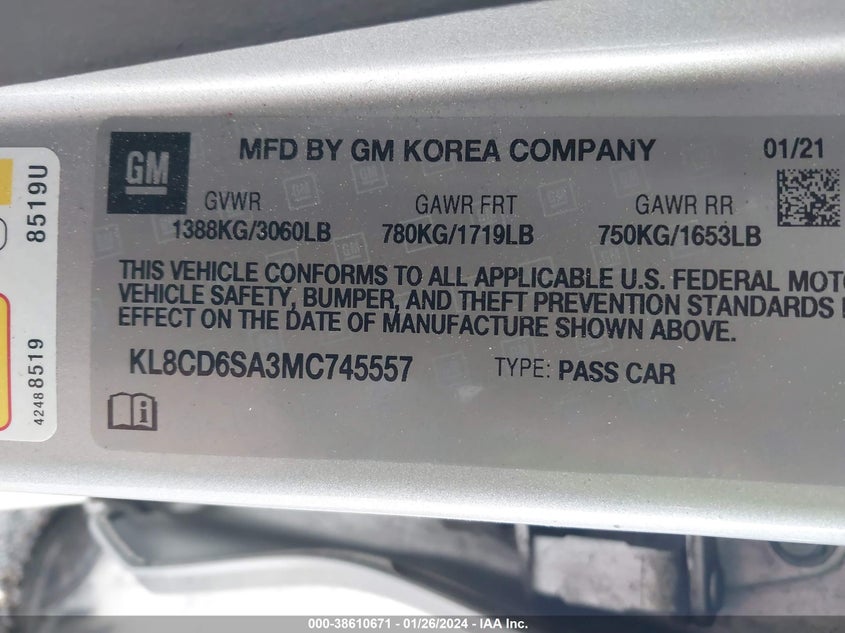 GM
MFD BY GM KOREA COMPANY 01/21
GVWR GAWR FRT GAWR RR
1388KG/3060LB 780KG/1719LB 750KG/1653LB
THIS VEHICLE CONFORMS TO ALL APPLICABLE U.S. FEDERAL MOTO
VEHICLE SAFETY, BUMPER, AND THEFT PREVENTION STANDARDS
EFFECT ON THE DATE OF MANUFACTURE SHOWN ABOVE.
KL8CD6SA3MC745557 TYPE: PASS CAR
i
8519U
42488519
000-38610671 - 01/26/2024 - IAA Inc.